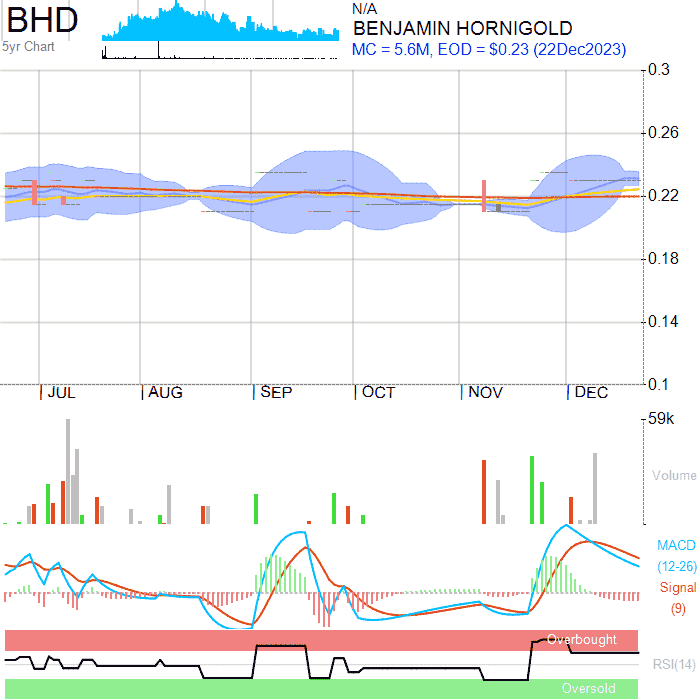 BHD
5yr Chart
N/A
BENJAMIN HORNIGOLD
MC = 5.6M, EOD = $0.23 (22Dec2023)
0.3
0.26
0.22
0.18
0.14
0.1
JUL AUG SEP OCT NOV DEC
59k
Volume
MACD
(12-26)
Signal
(9)
Overbought
RSI(14)
Oversold